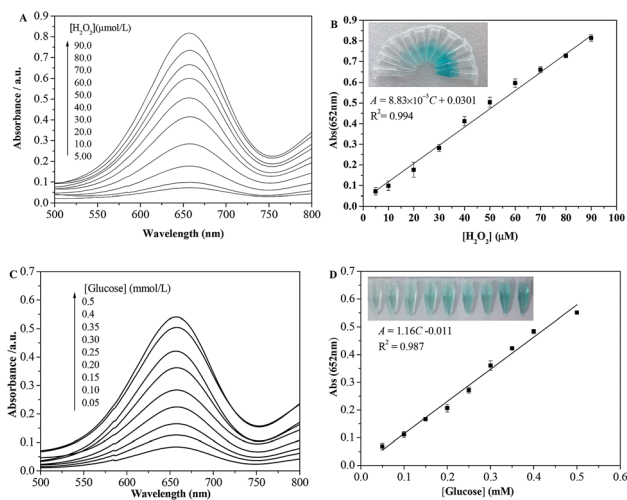 A
[H2O2](μmol/L)
90.0
80.0
70.0
60.0
50.0
40.0
30.0
20.0
10.0
5.00
0.9
0.8
0.7
0.6
0.5
0.4
0.3
0.2
0.1
0.0
500 550 600 650 700 750 800
Absorbance / a.u.
Wavelength (nm)
B
A = 8.83×10⁻³C + 0.0301
R² = 0.994
0.9
0.8
0.7
0.6
0.5
0.4
0.3
0.2
0.1
0.0
0 10 20 30 40 50 60 70 80 90 100
Abs(652nm)
[H2O2] (μM)
C
[Glucose] (mmol/L)
0.5
0.4
0.35
0.30
0.25
0.20
0.15
0.10
0.05
0.7
0.6
0.5
0.4
0.3
0.2
0.1
0.0
500 550 600 650 700 750 800
Absorbance /a.u.
Wavelength (nm)
D
A = 1.16C -0.011
R² = 0.987
0.7
0.6
0.5
0.4
0.3
0.2
0.1
0.0
0.0 0.1 0.2 0.3 0.4 0.5 0.6
Abs (652nm)
[Glucose] (mM)